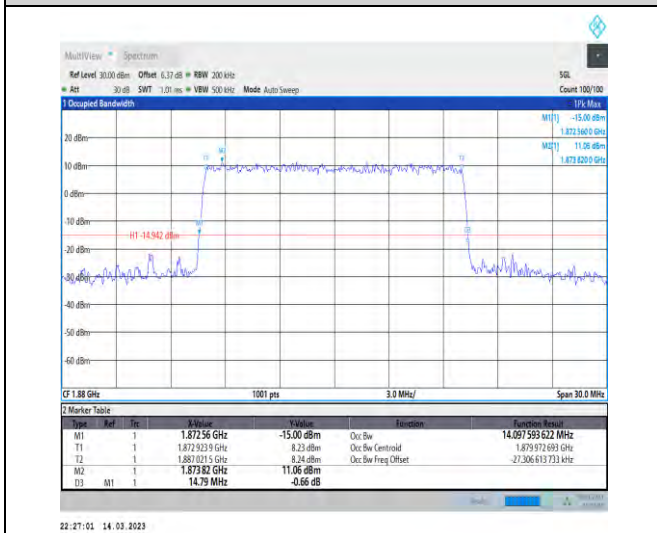 MultiView Spectrum
Ref Level 30.00 dBm Offset 6.37 dB RBW 200 kHz SGL
Att 30 dB SWT 1.01 ms VBW 500 kHz Mode Auto Sweep Count 100/100
1 Occupied Bandwidth 1Pk Max
M1[1] -15.00 dBm
1.872 560 0 GHz
M2[1] 11.06 dBm
1.873 820 0 GHz
20 dBm
T1 M2 T2
10 dBm
0 dBm
-10 dBm
M1 D3
H1 -14.942 dBm
-20 dBm
-30 dBm
-40 dBm
-50 dBm
-60 dBm
CF 1.88 GHz 1001 pts 3.0 MHz/ Span 30.0 MHz
2 Marker Table
Type Ref Trc X-Value Y-Value Function Function Result
M1 1 1.872 56 GHz -15.00 dBm Occ Bw 14.097 593 622 MHz
T1 1 1.872 923 9 GHz 8.23 dBm Occ Bw Centroid 1.879 972 693 GHz
T2 1 1.887 021 5 GHz 8.24 dBm Occ Bw Freq Offset -27.306 613 733 kHz
M2 1 1.873 82 GHz 11.06 dBm
D3 M1 1 14.79 MHz -0.66 dB
22:27:01 14.03.2023